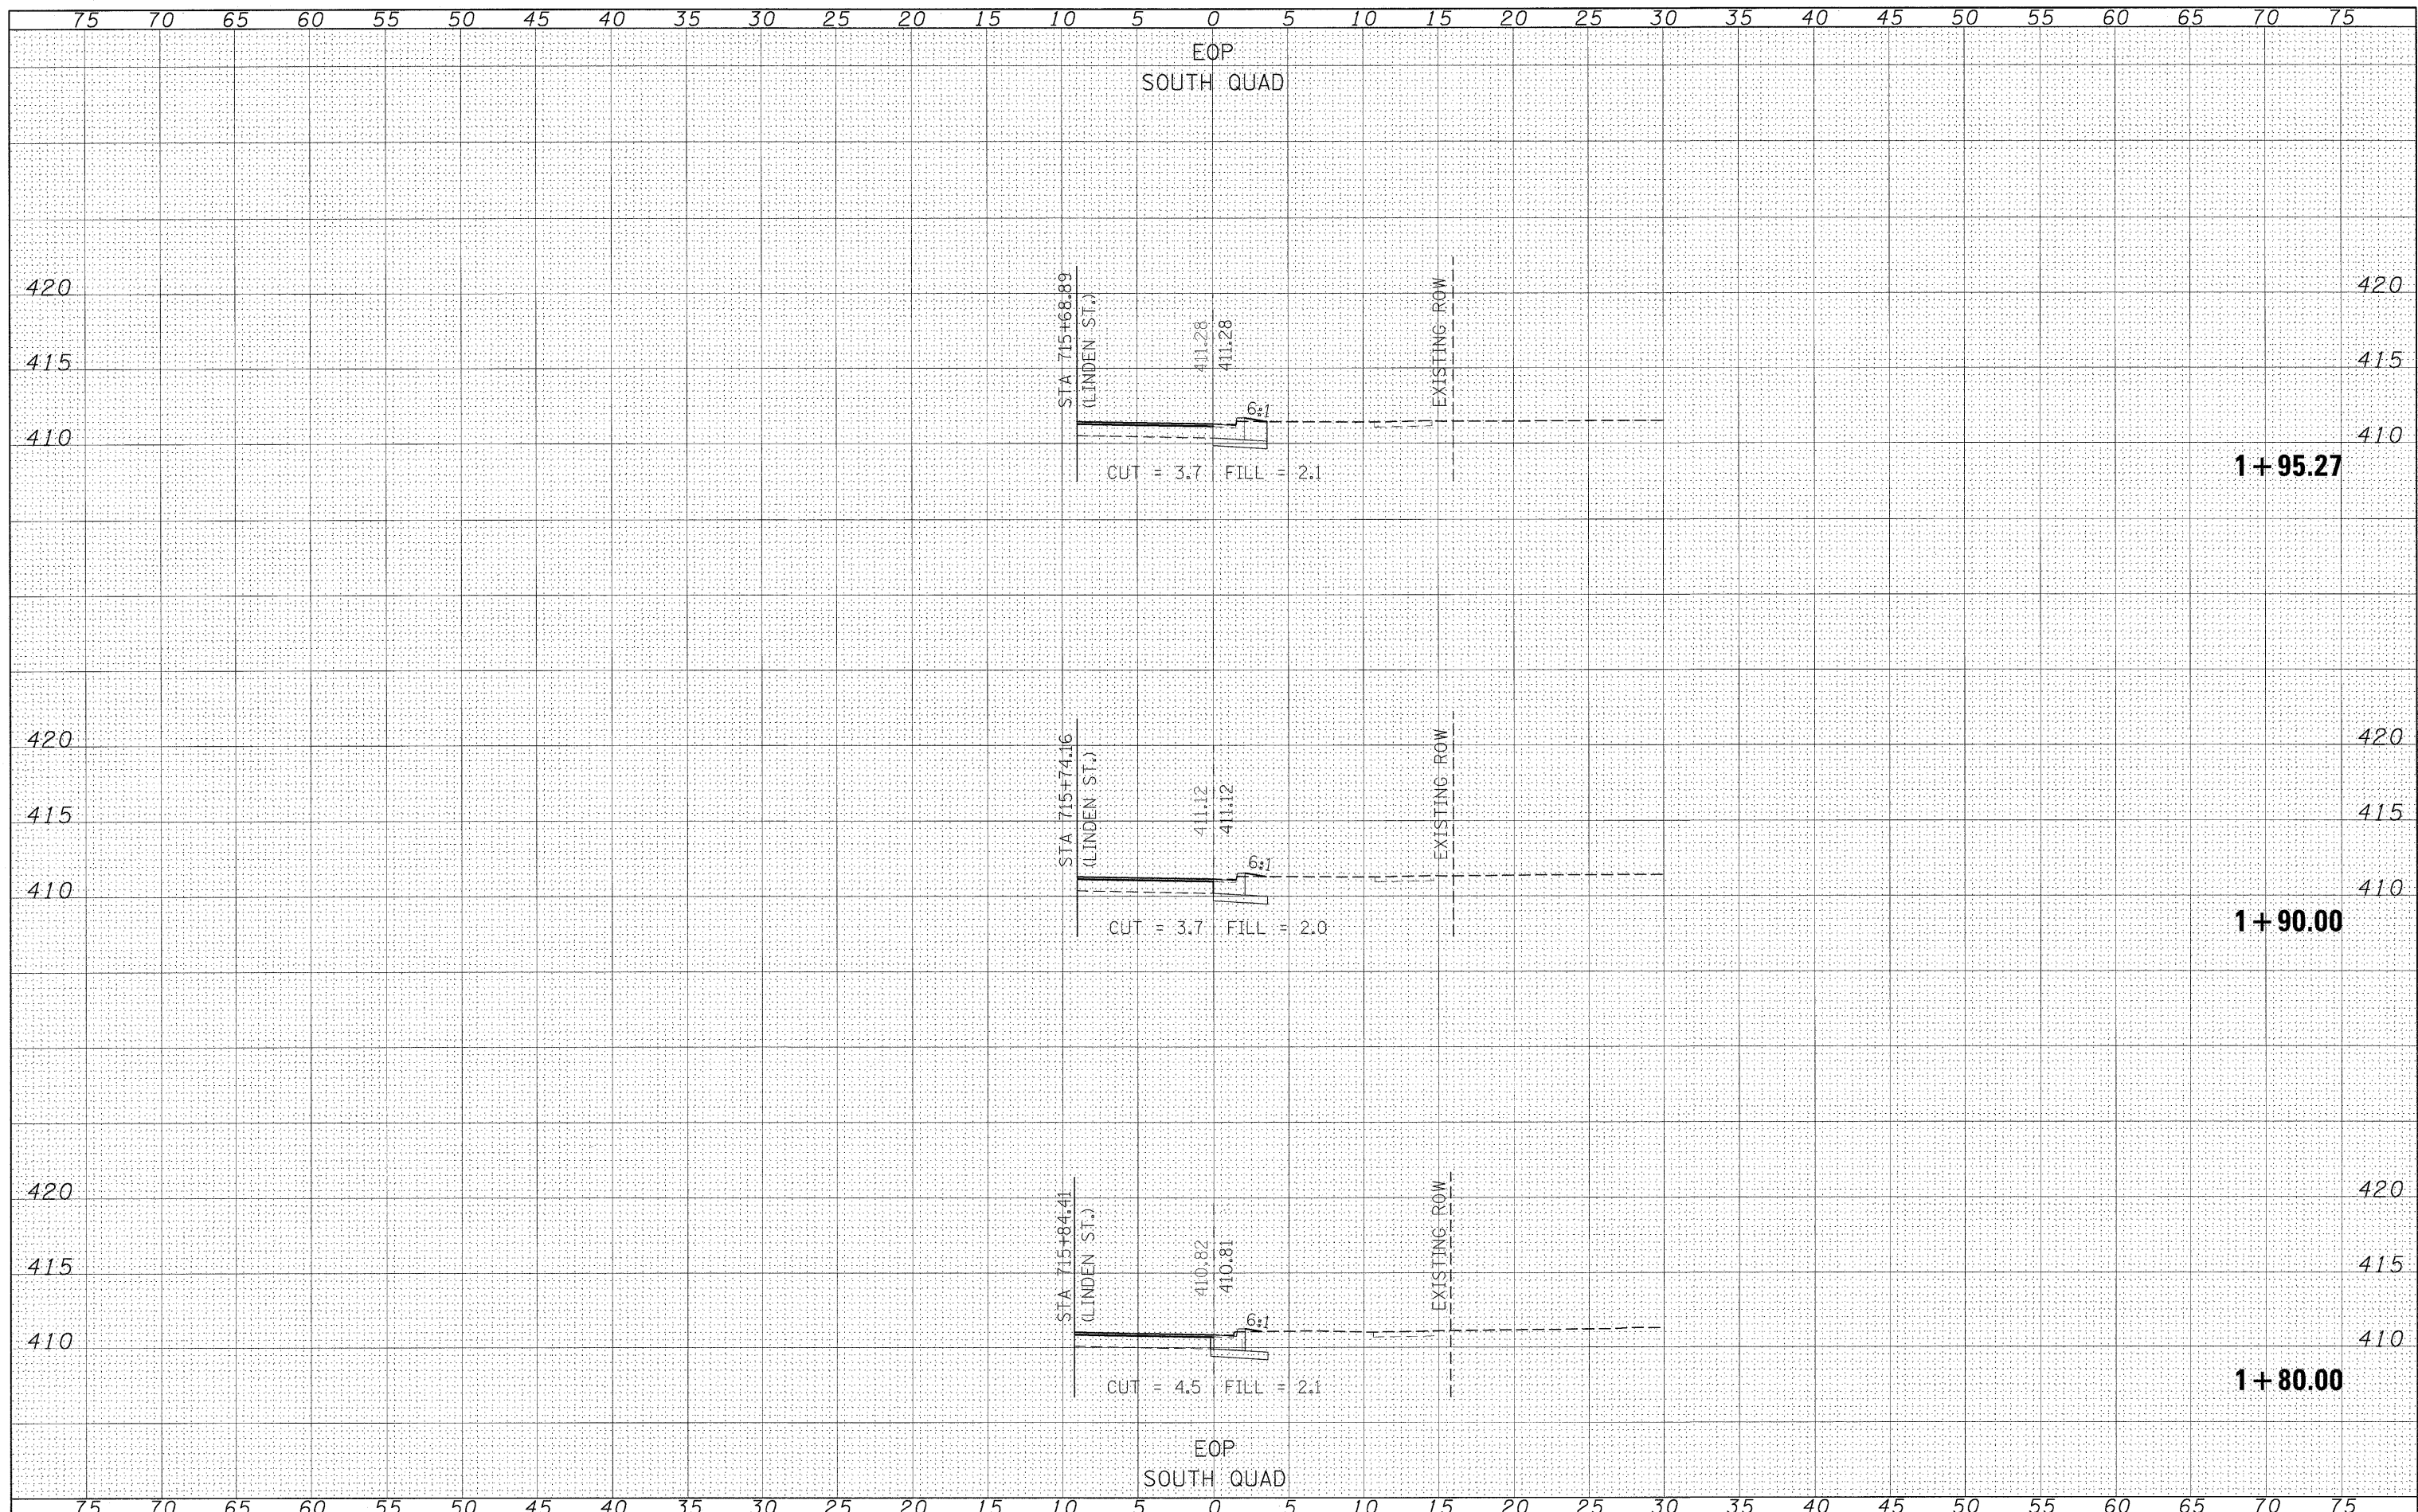 75 70 65 60 55 50 45 40 35 30 25 20 15 10 5 0 5 10 15 20 25 30 35 40 45 50 55 60 65 70 75
EOP
SOUTH QUAD
STA 715+68.89
(LINDEN ST.)
411.28
411.28
EXISTING ROW
420 420
415 415
6:1
410 410
1+95.27
CUT = 3.7 FILL = 2.1
STA 715+74.16
(LINDEN ST.)
411.12
411.12
EXISTING ROW
420 420
415 415
6:1
410 410
1+90.00
CUT = 3.7 FILL = 2.0
STA 715+84.41
(LINDEN ST.)
410.82
410.81
EXISTING ROW
420 420
415 415
6:1
410 410
1+80.00
CUT = 4.5 FILL = 2.1
EOP
SOUTH QUAD
75 70 65 60 55 50 45 40 35 30 25 20 15 10 5 0 5 10 15 20 25 30 35 40 45 50 55 60 65 70 75